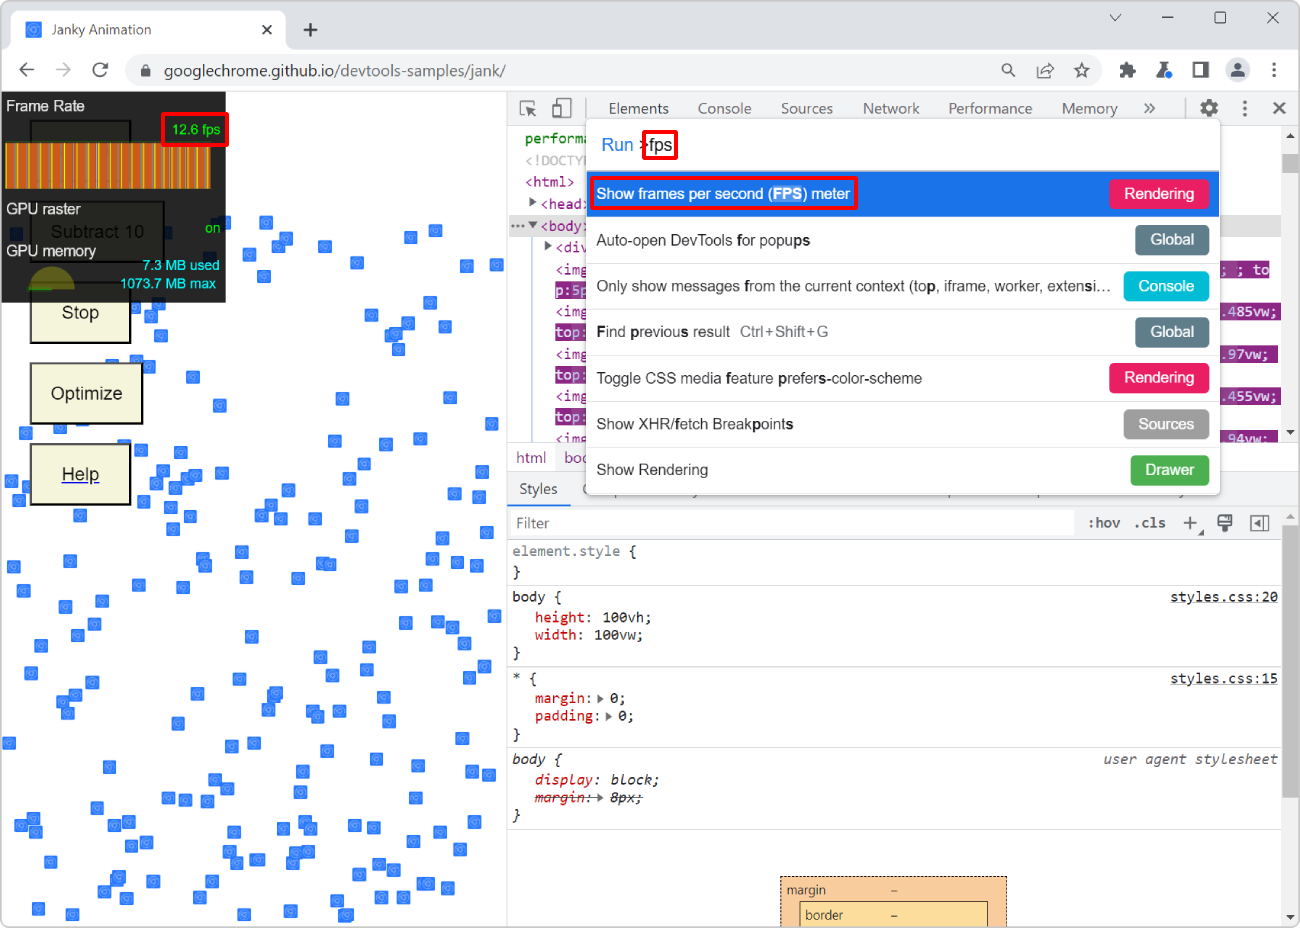 Janky Animation
googlechrome.github.io/devtools-samples/jank/
Frame Rate
12.6 fps
GPU raster
on
Subtract 10
GPU memory
7.3 MB used
1073.7 MB max
Stop
Optimize
Help
Elements Console Sources Network Performance Memory »
performa
<!DOCTY
<html>
<head
<body
<div
<img ; ; to
p:5p
<img .485vw;
top:
<img .97vw;
top:
<img .455vw;
top:
<img .94vw;
Run >fps
Show frames per second (FPS) meter Rendering
Auto-open DevTools for popups Global
Only show messages from the current context (top, iframe, worker, extensi… Console
Find previous result Ctrl+Shift+G Global
Toggle CSS media feature prefers-color-scheme Rendering
Show XHR/fetch Breakpoints Sources
Show Rendering Drawer
html boo
Styles
Filter :hov .cls +
element.style {
}
body { styles.css:20
height: 100vh;
width: 100vw;
}
* { styles.css:15
margin: 0;
padding: 0;
}
body { user agent stylesheet
display: block;
margin: 8px;
}
margin –
border –